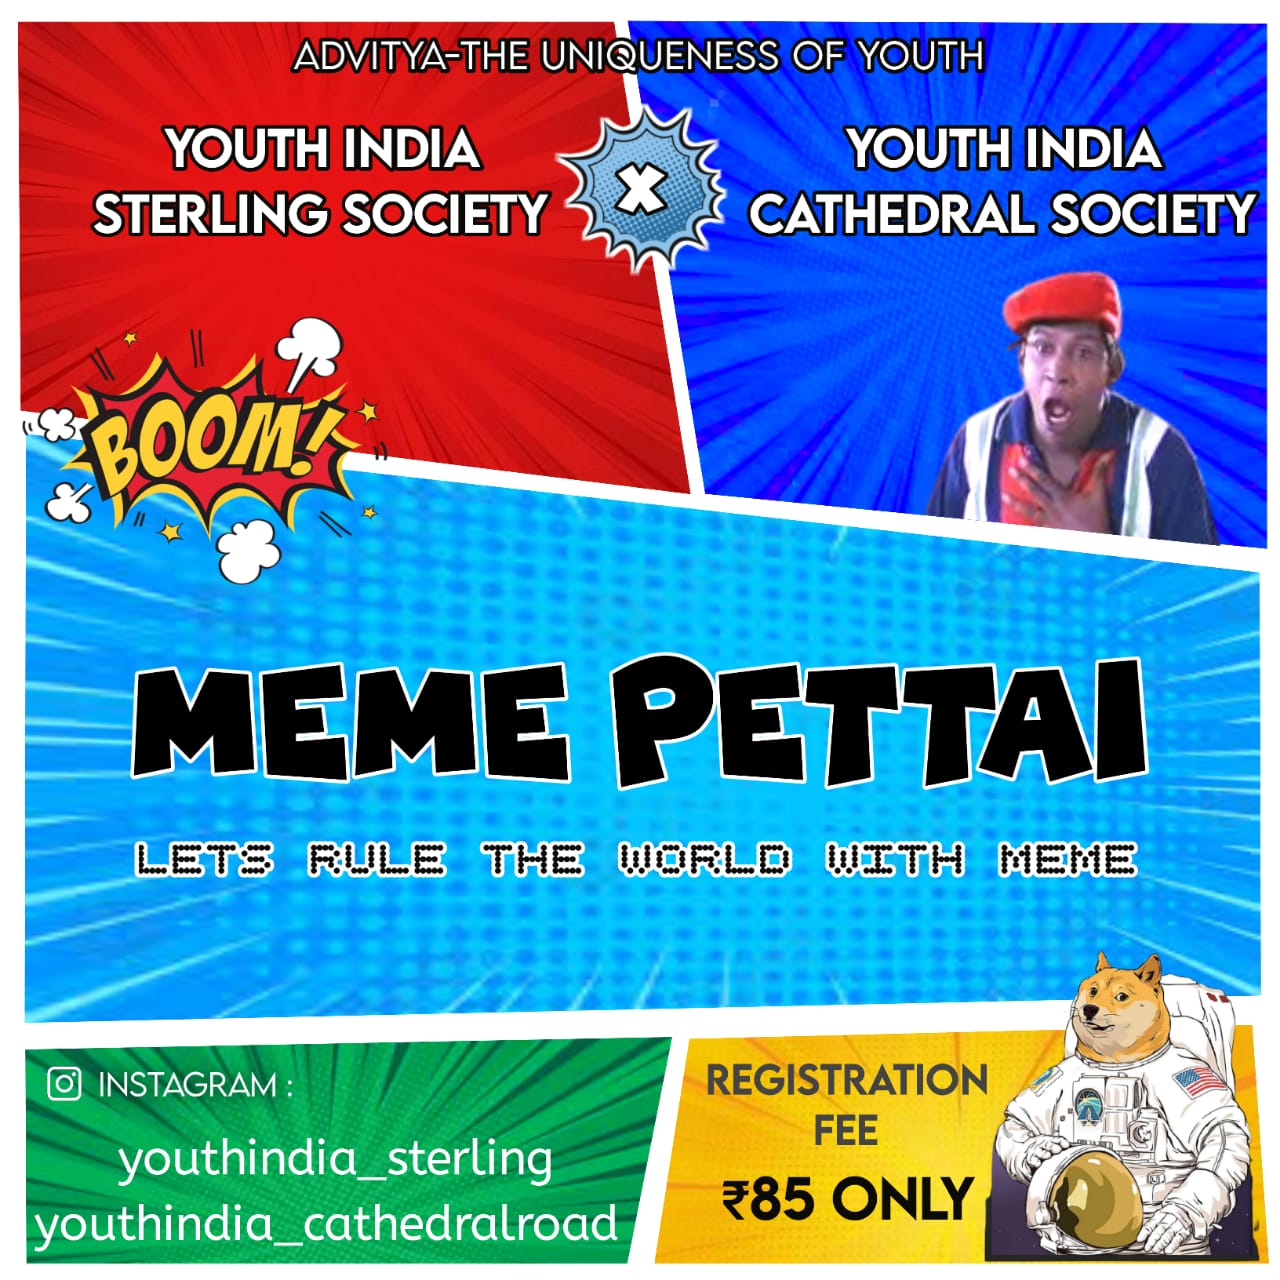 ADVITYA-THE UNIQUENESS OF YOUTH
YOUTH INDIA
STERLING SOCIETY
X
YOUTH INDIA
CATHEDRAL SOCIETY
BOOM!
MEME PETTAI
LETS RULE THE WORLD WITH MEME
INSTAGRAM :
youthindia_sterling
youthindia_cathedralroad
REGISTRATION
FEE
₹85 ONLY